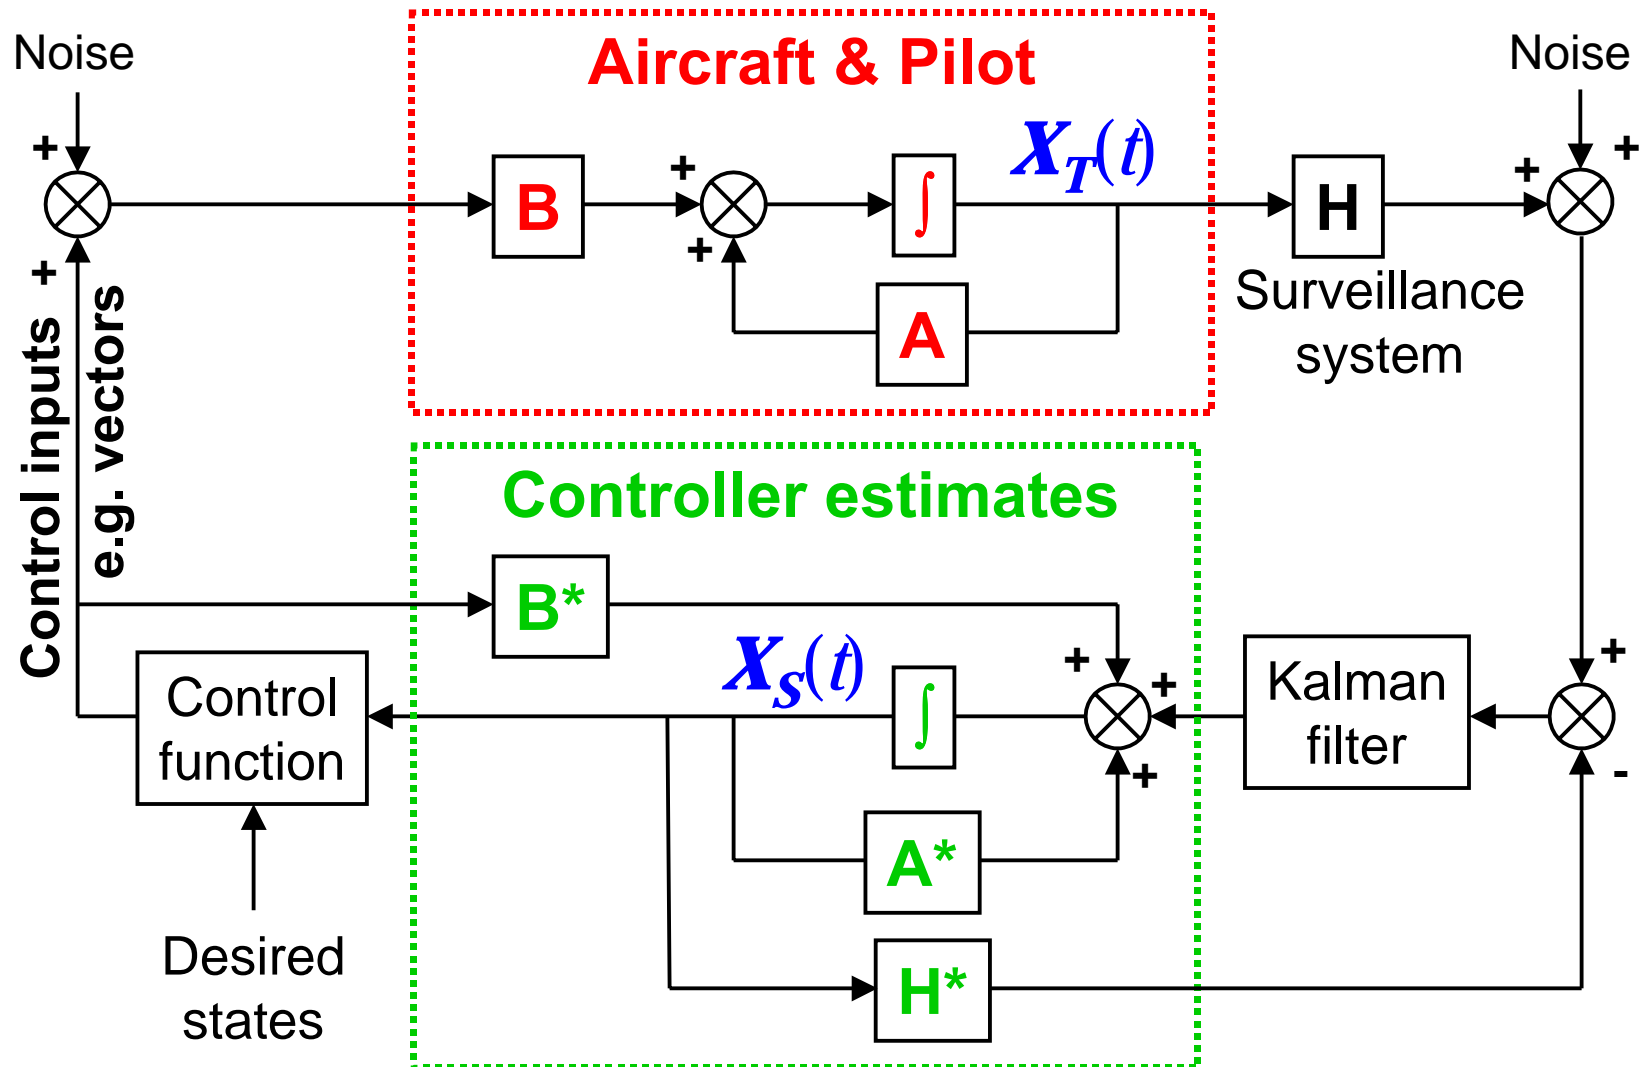 Noise
Aircraft & Pilot
Noise
+
+
+
+
X_T(t)
B
∫
H
+
+
A
Surveillance
system
Control inputs
e.g. vectors
Controller estimates
B*
X_S(t)
+
+
+
Control
function
∫
Kalman
filter
+
-
A*
Desired
states
H*